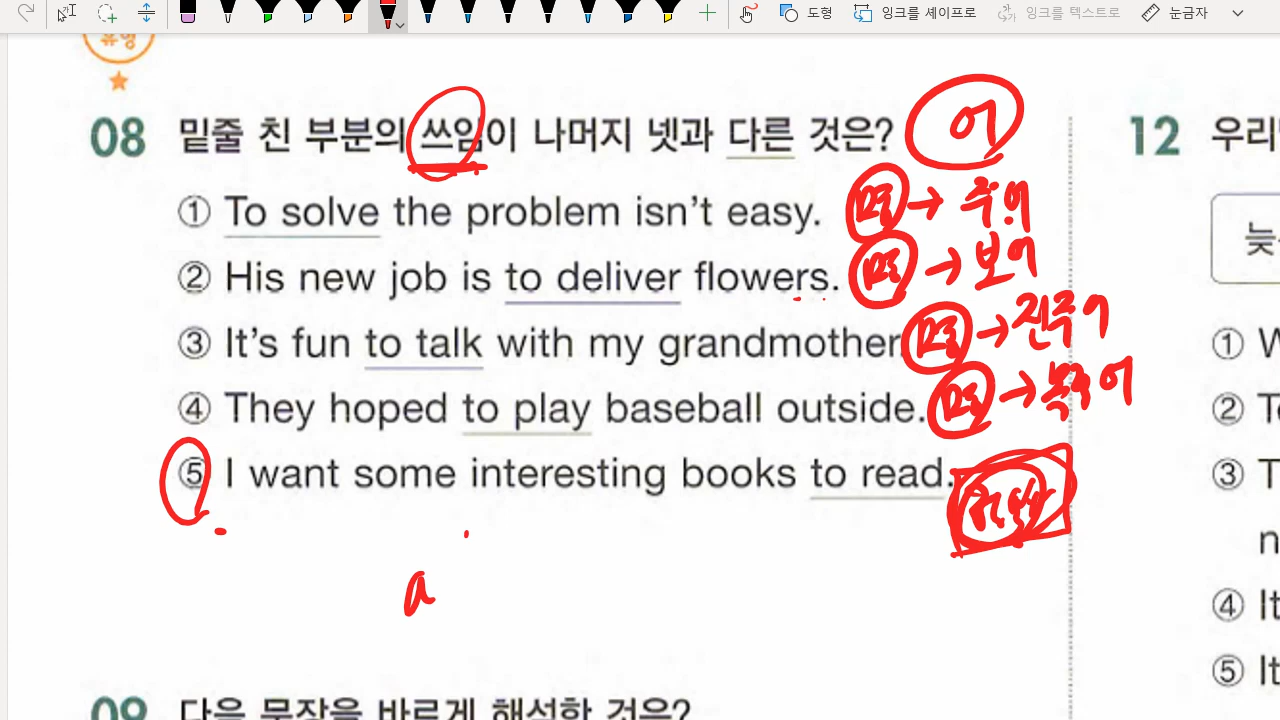 도형 잉크를 셰이프로 잉크를 텍스트로 눈금자
유형
08 밑줄 친 부분의 쓰임이 나머지 넷과 다른 것은? 어
① To solve the problem isn't easy. 명 → 주어
② His new job is to deliver flowers. 명 → 보어
③ It's fun to talk with my grandmother 명 → 진주어
④ They hoped to play baseball outside. 명 → 목적어
⑤ I want some interesting books to read.
a
09 다음 문장을 바르게 해석한 것은?
12 우리
늦
① W
② T
③ T
n
④ It
⑤ It